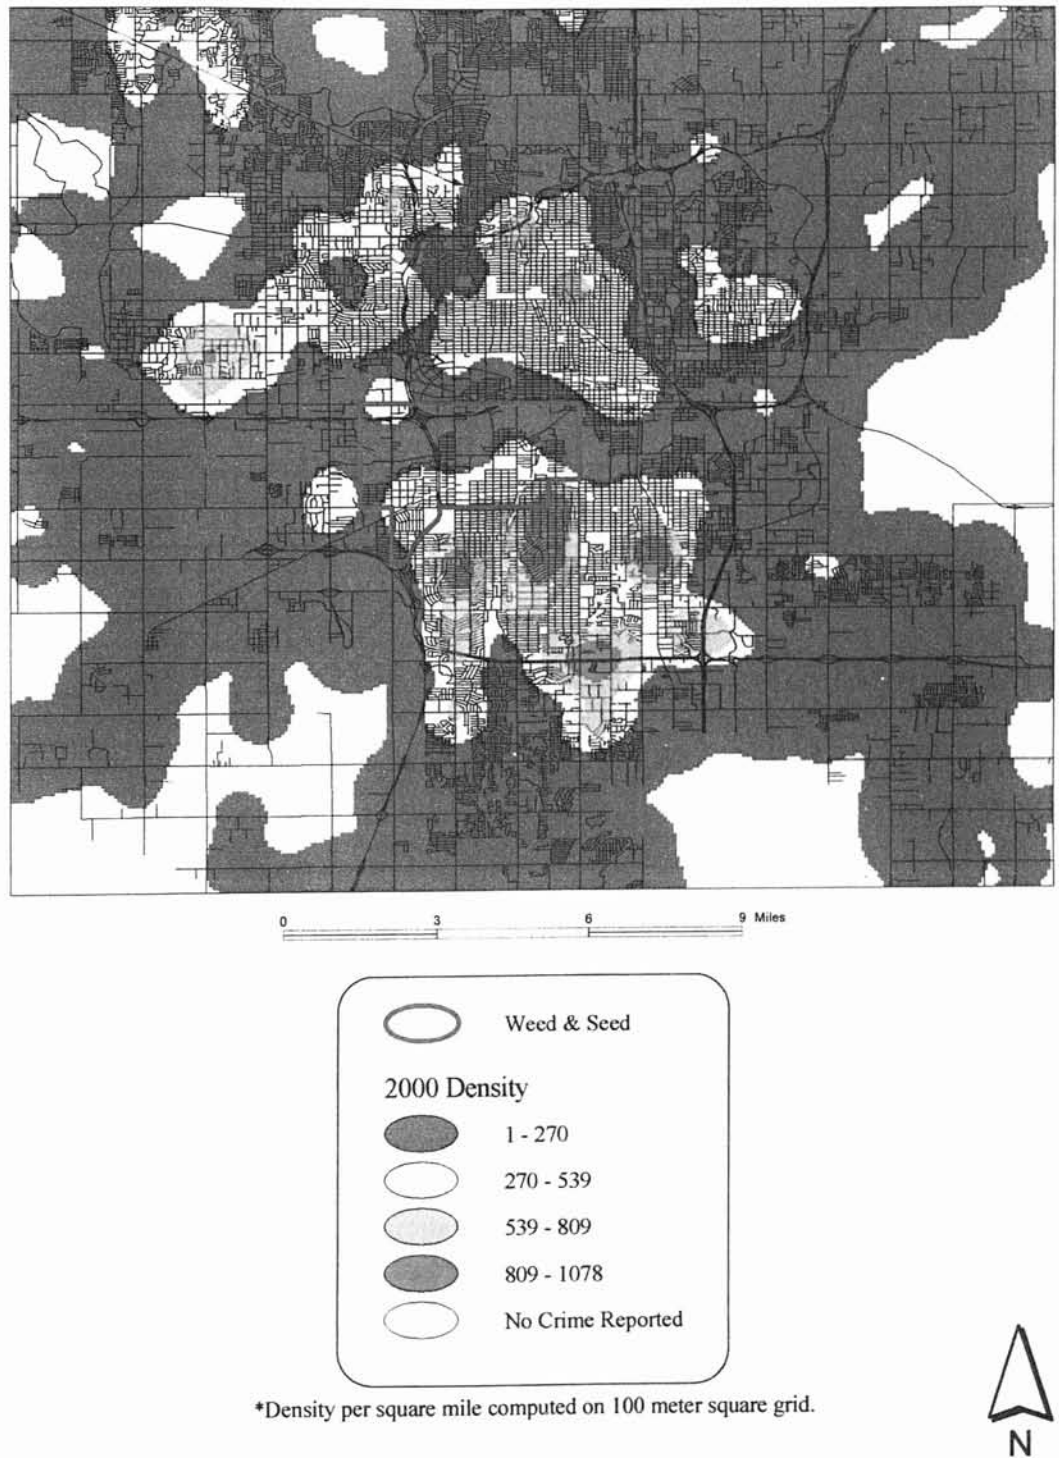 0 3 6 9 Miles
Weed & Seed
2000 Density
1 - 270
270 - 539
539 - 809
809 - 1078
No Crime Reported
*Density per square mile computed on 100 meter square grid.
N